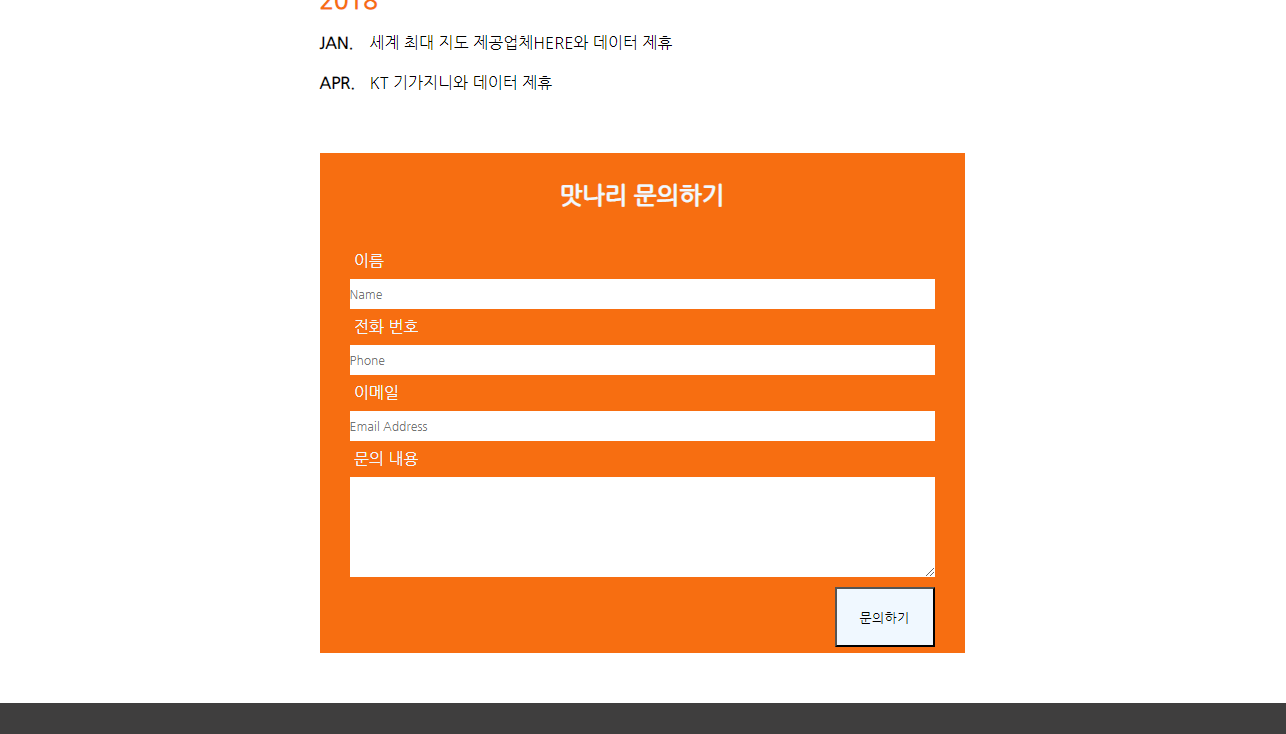 2018
JAN. 세계 최대 지도 제공업체HERE와 데이터 제휴
APR. KT 기가지니와 데이터 제휴
맛나리 문의하기
이름
Name
전화 번호
Phone
이메일
Email Address
문의 내용
문의하기